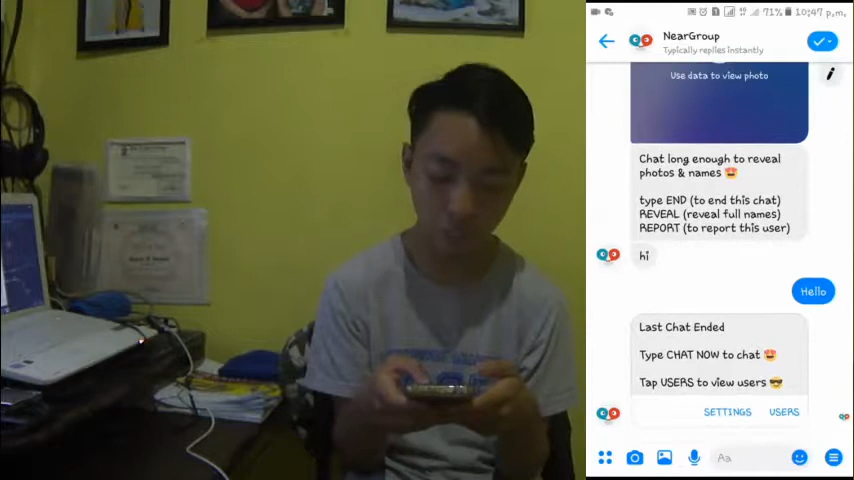 71% 10:47 p.m.
NearGroup
Typically replies instantly
Use data to view photo
Chat long enough to reveal
photos & names 🤩
type END (to end this chat)
REVEAL (reveal full names)
REPORT (to report this user)
hi
Hello
Last Chat Ended
Type CHAT NOW to chat 🤩
Tap USERS to view users 😎
SETTINGS USERS
Aa